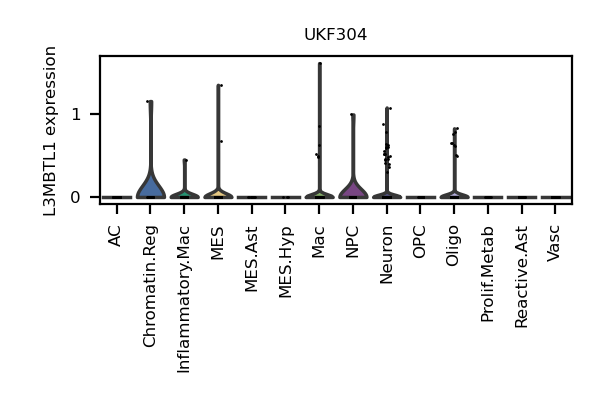 UKF304
L3MBTL1 expression
1
0
AC
Chromatin.Reg
Inflammatory.Mac
MES
MES.Ast
MES.Hyp
Mac
NPC
Neuron
OPC
Oligo
Prolif.Metab
Reactive.Ast
Vasc